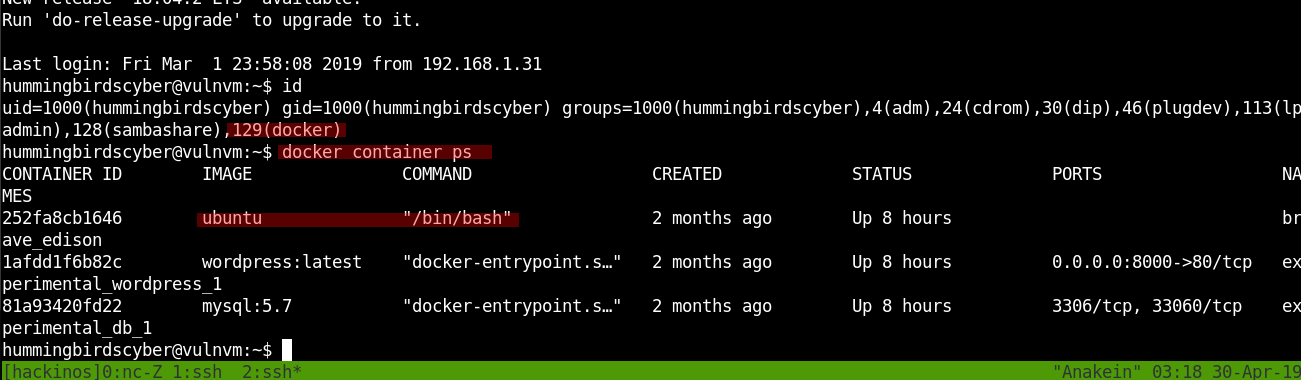 New release '18.04.2 LTS' available.
Run 'do-release-upgrade' to upgrade to it.
Last login: Fri Mar  1 23:58:08 2019 from 192.168.1.31
hummingbirdscyber@vulnvm:~$ id
uid=1000(hummingbirdscyber) gid=1000(hummingbirdscyber) groups=1000(hummingbirdscyber),4(adm),24(cdrom),30(dip),46(plugdev),113(lp
admin),128(sambashare),129(docker)
hummingbirdscyber@vulnvm:~$ docker container ps
CONTAINER ID        IMAGE               COMMAND                  CREATED             STATUS              PORTS                  NA
MES
252fa8cb1646        ubuntu              "/bin/bash"              2 months ago        Up 8 hours                                 br
ave_edison
1afdd1f6b82c        wordpress:latest    "docker-entrypoint.s…"   2 months ago        Up 8 hours          0.0.0.0:8000->80/tcp   ex
perimental_wordpress_1
81a93420fd22        mysql:5.7           "docker-entrypoint.s…"   2 months ago        Up 8 hours          3306/tcp, 33060/tcp    ex
perimental_db_1
hummingbirdscyber@vulnvm:~$
[hackinos]0:nc-Z 1:ssh  2:ssh* "Anakein" 03:18 30-Apr-19